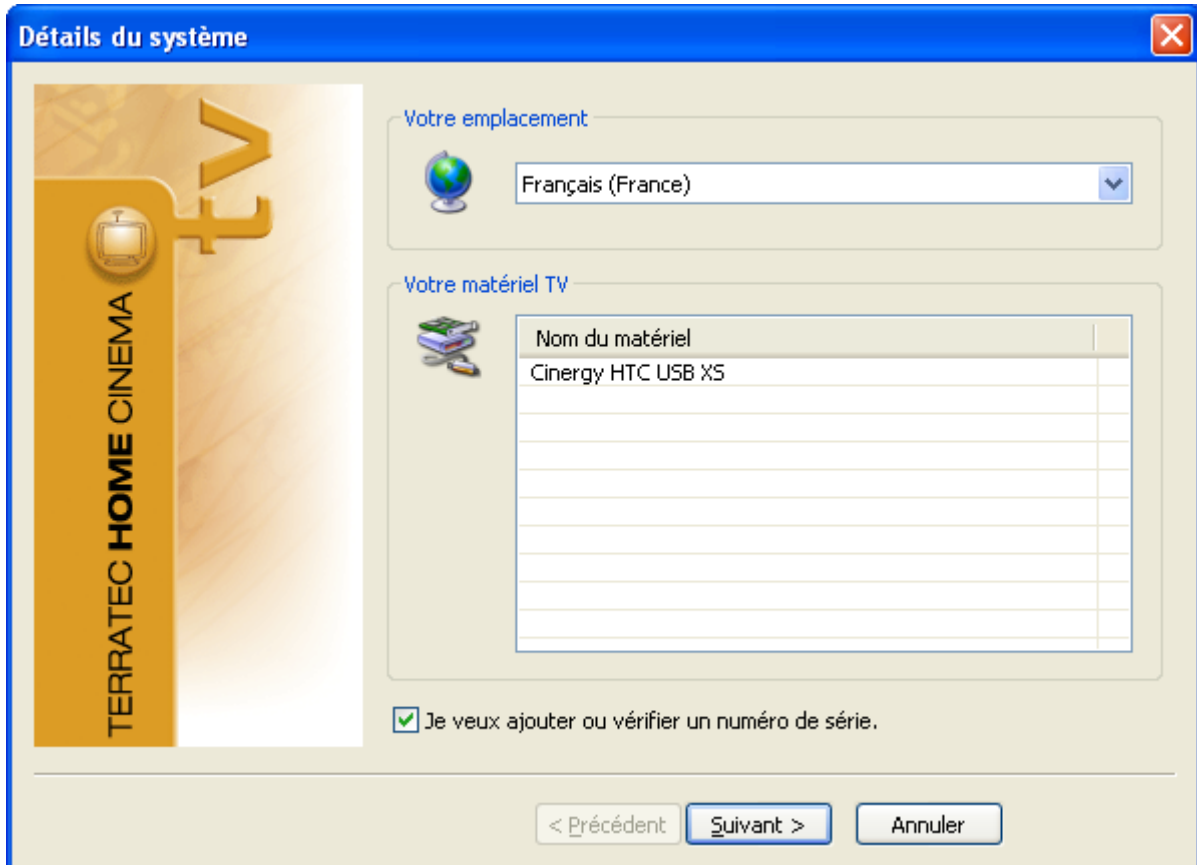 Détails du système
tv
TERRATEC HOME CINEMA
Votre emplacement
Français (France)
Votre matériel TV
Nom du matériel
Cinergy HTC USB XS
Je veux ajouter ou vérifier un numéro de série.
< Précédent
Suivant >
Annuler